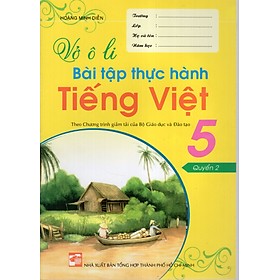 HOÀNG MINH DIỄN
Trường :
Lớp :
Họ và tên :
Năm học :
Vở ô li
Bài tập thực hành
Tiếng Việt
Theo Chương trình giảm tải của Bộ Giáo dục và Đào tạo
5
Quyển 2
NHÀ XUẤT BẢN TỔNG HỢP THÀNH PHỐ HỒ CHÍ MINH